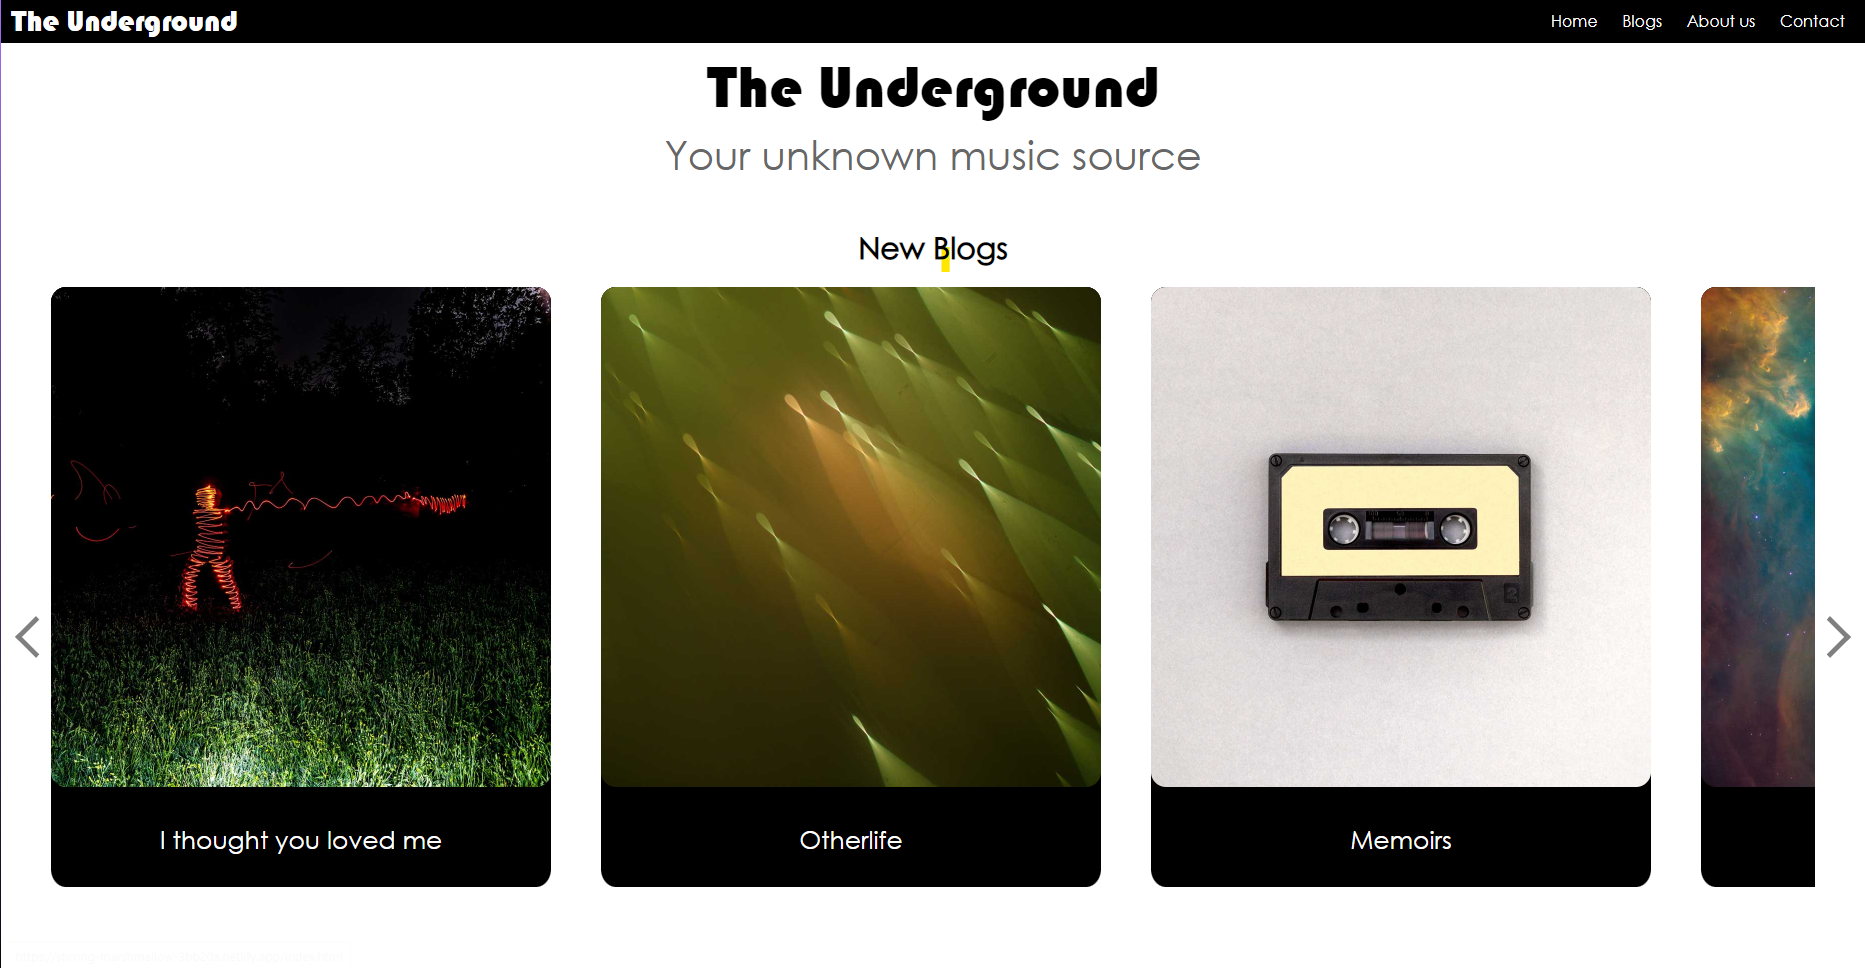 The Underground
Home Blogs About us Contact
The Underground
Your unknown music source
New Blogs
I thought you loved me
Otherlife
Memoirs